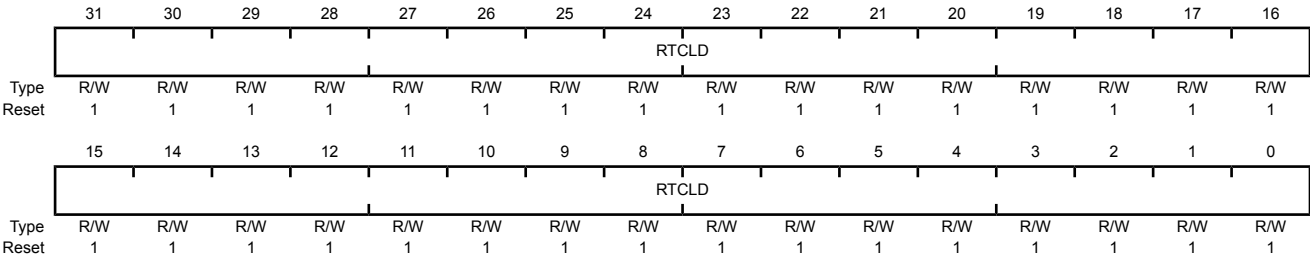 31 30 29 28 27 26 25 24 23 22 21 20 19 18 17 16
RTCLD
Type R/W R/W R/W R/W R/W R/W R/W R/W R/W R/W R/W R/W R/W R/W R/W R/W
Reset 1 1 1 1 1 1 1 1 1 1 1 1 1 1 1 1
15 14 13 12 11 10 9 8 7 6 5 4 3 2 1 0
RTCLD
Type R/W R/W R/W R/W R/W R/W R/W R/W R/W R/W R/W R/W R/W R/W R/W R/W
Reset 1 1 1 1 1 1 1 1 1 1 1 1 1 1 1 1